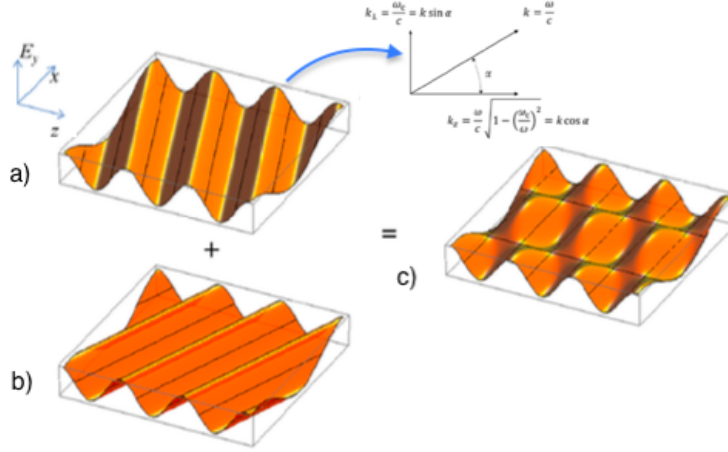 k⊥ = ω_c/c = k sin α
k = ω/c
E_y
x
α
z
k_z = ω/c √(1 − (ω_c/ω)²) = k cos α
a)
+
=
c)
b)